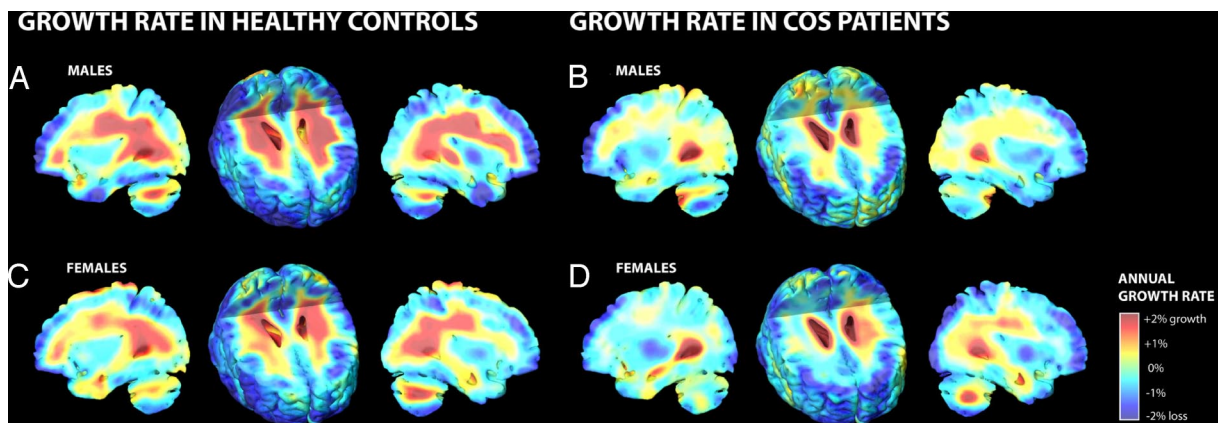 GROWTH RATE IN HEALTHY CONTROLS
GROWTH RATE IN COS PATIENTS
A
MALES
B
MALES
C
FEMALES
D
FEMALES
ANNUAL
GROWTH RATE
+2% growth
+1%
0%
-1%
-2% loss